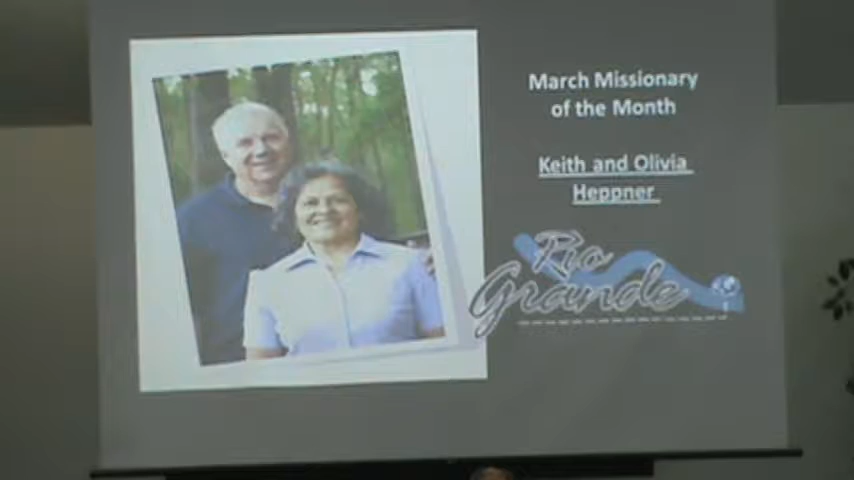 March Missionary
of the Month
Keith and Olivia
Heppner
Rio
Grande